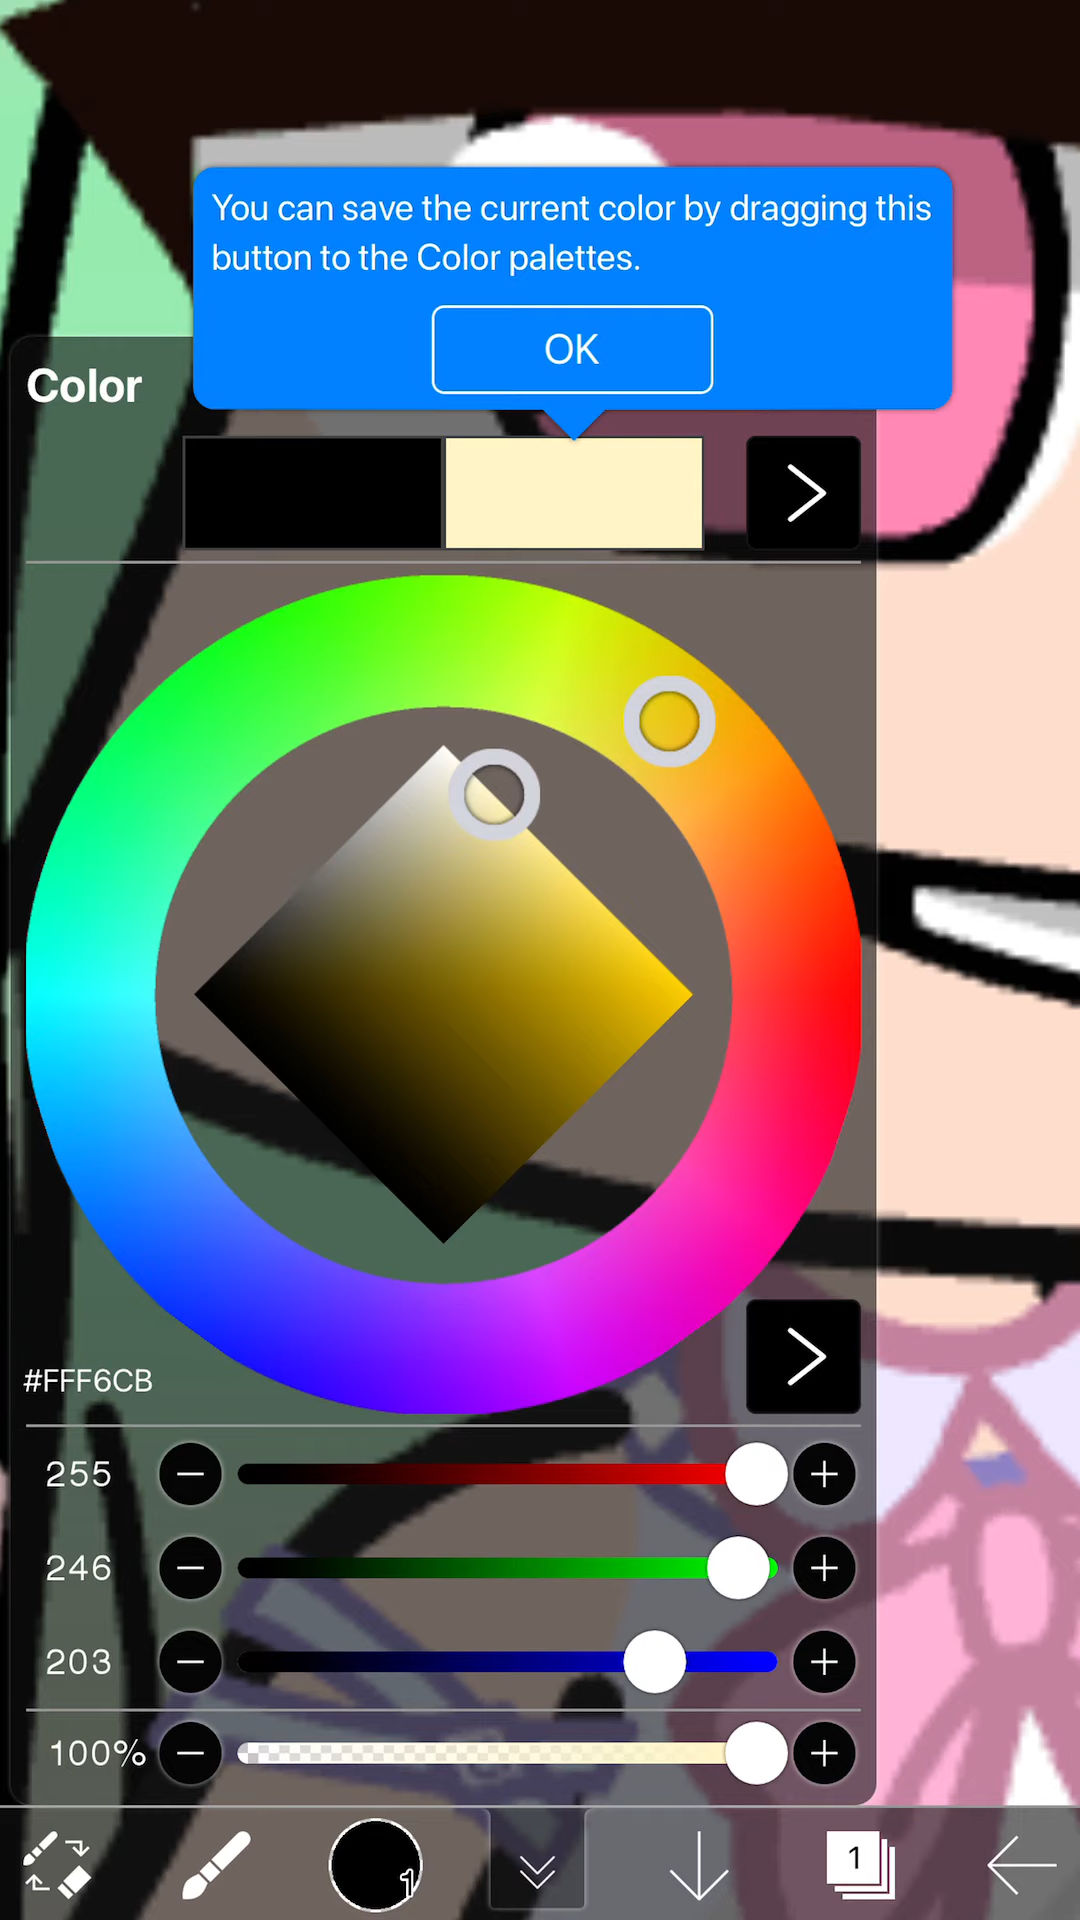 You can save the current color by dragging this
button to the Color palettes.
OK
Color
#FFF6CB
255
246
203
100%
1
1